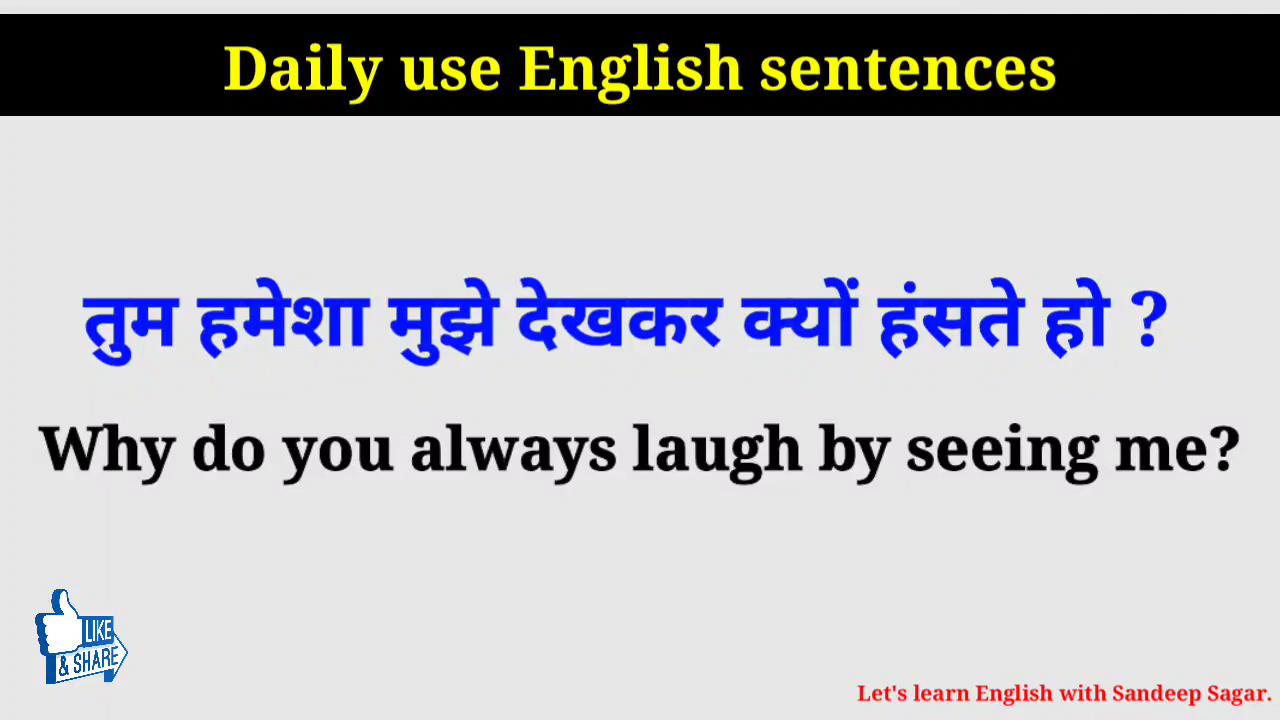 Daily use English sentences
तुम हमेशा मुझे देखकर क्यों हंसते हो ?
Why do you always laugh by seeing me?
LIKE
& SHARE
Let's learn English with Sandeep Sagar.